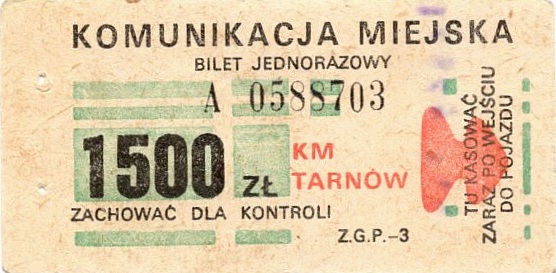 KOMUNIKACJA MIEJSKA
BILET JEDNORAZOWY
A 0588703
1500 ZŁ
KM
TARNÓW
ZACHOWAĆ DLA KONTROLI
Z.G.P.-3
TU KASOWAĆ
ZARAZ PO WEJŚCIU
DO POJAZDU